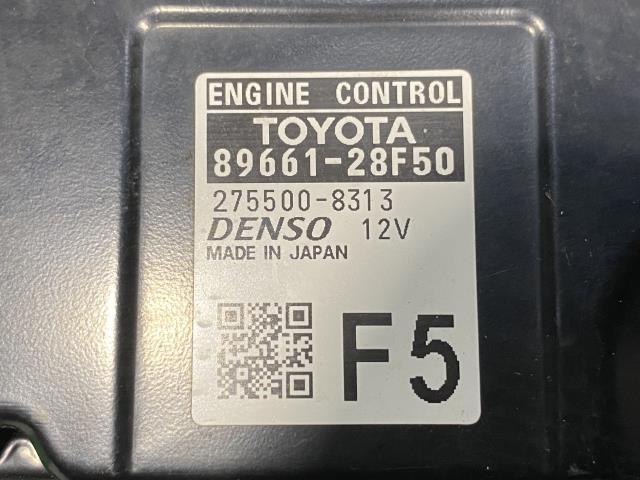 ENGINE CONTROL
TOYOTA
89661-28F50
275500-8313
DENSO 12V
MADE IN JAPAN
F5